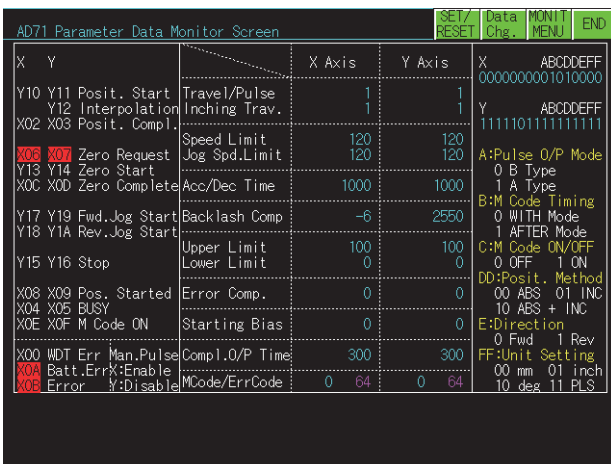 AD71 Parameter Data Monitor Screen
SET/ RESET
Data Chg.
MONIT MENU
END
X Y X Axis Y Axis X ABCDDEFF
0000000001010000
Y10 Y11 Posit. Start Travel/Pulse 1 1
Y12 Interpolation Inching Trav. 1 1 Y ABCDDEFF
X02 X03 Posit. Compl. 1111101111111111
Speed Limit 120 120
X06 X07 Zero Request Jog Spd.Limit 120 120 A:Pulse O/P Mode
Y13 Y14 Zero Start 0 B Type
X0C X0D Zero Complete Acc/Dec Time 1000 1000 1 A Type
B:M Code Timing
Y17 Y19 Fwd.Jog Start Backlash Comp -6 2550 0 WITH Mode
Y18 Y1A Rev.Jog Start 1 AFTER Mode
Upper Limit 100 100 C:M Code ON/OFF
Y15 Y16 Stop Lower Limit 0 0 0 OFF 1 ON
DD:Posit. Method
X08 X09 Pos. Started Error Comp. 0 0 00 ABS 01 INC
X04 X05 BUSY 10 ABS + INC
X0E X0F M Code ON Starting Bias 0 0 E:Direction
0 Fwd 1 Rev
X00 WDT Err Man.Pulse Compl.O/P Time 300 300 FF:Unit Setting
X0A Batt.Err X:Enable 00 mm 01 inch
X0B Error Y:Disable MCode/ErrCode 0 64 0 64 10 deg 11 PLS